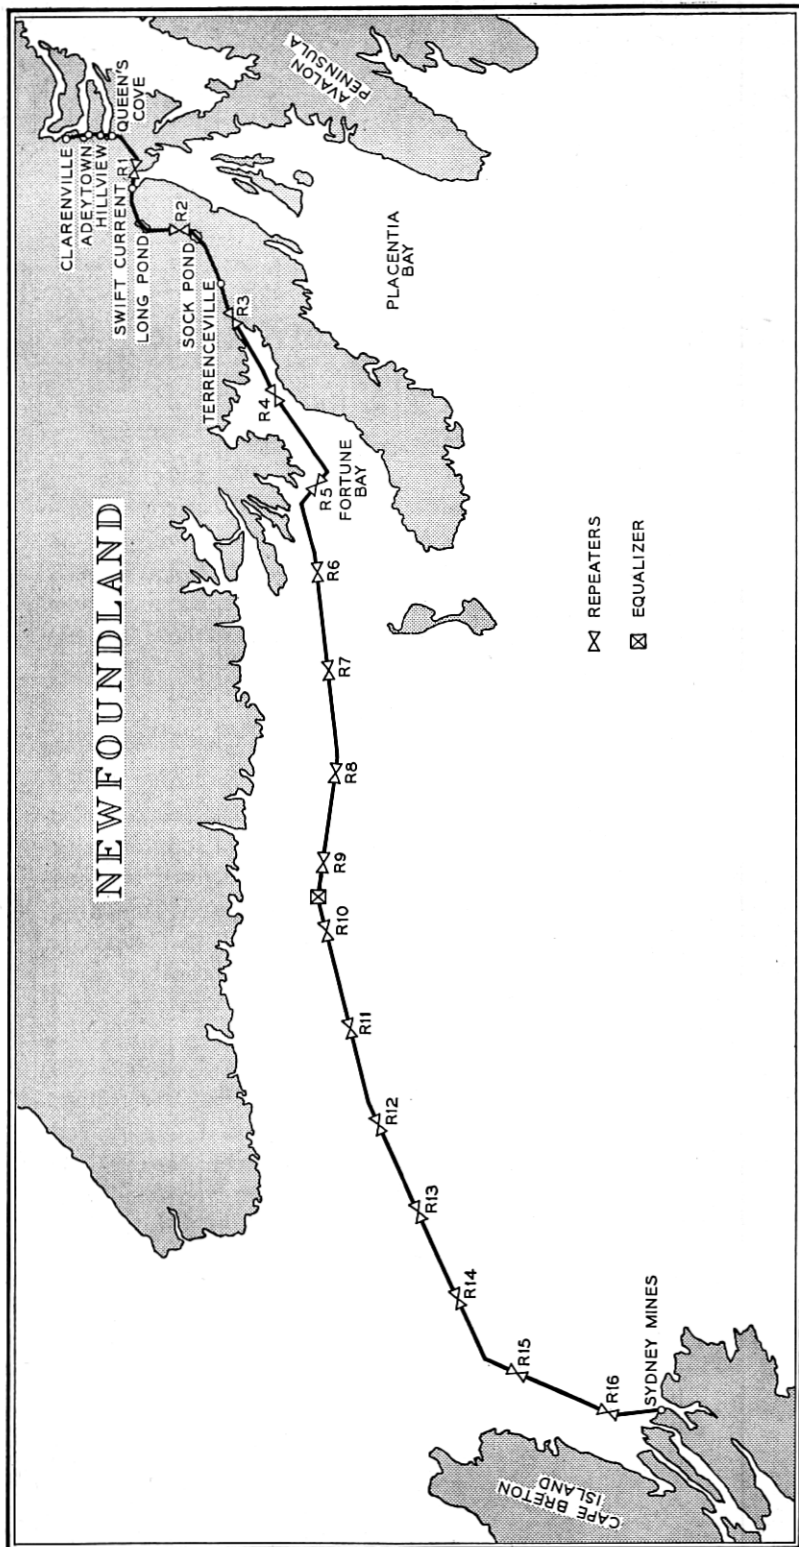 NEWFOUNDLAND
CLARENVILLE
ADEYTOWN
HILLVIEW
QUEEN'S
COVE
SWIFT CURRENT
R1
LONG POND
R2
SOCK POND
TERRENCEVILLE
R3
R4
R5
FORTUNE
BAY
R6
R7
R8
R9
R10
R11
R12
R13
R14
R15
R16
SYDNEY MINES
CAPE BRETON
ISLAND
AVALON
PENINSULA
PLACENTIA
BAY
REPEATERS
EQUALIZER